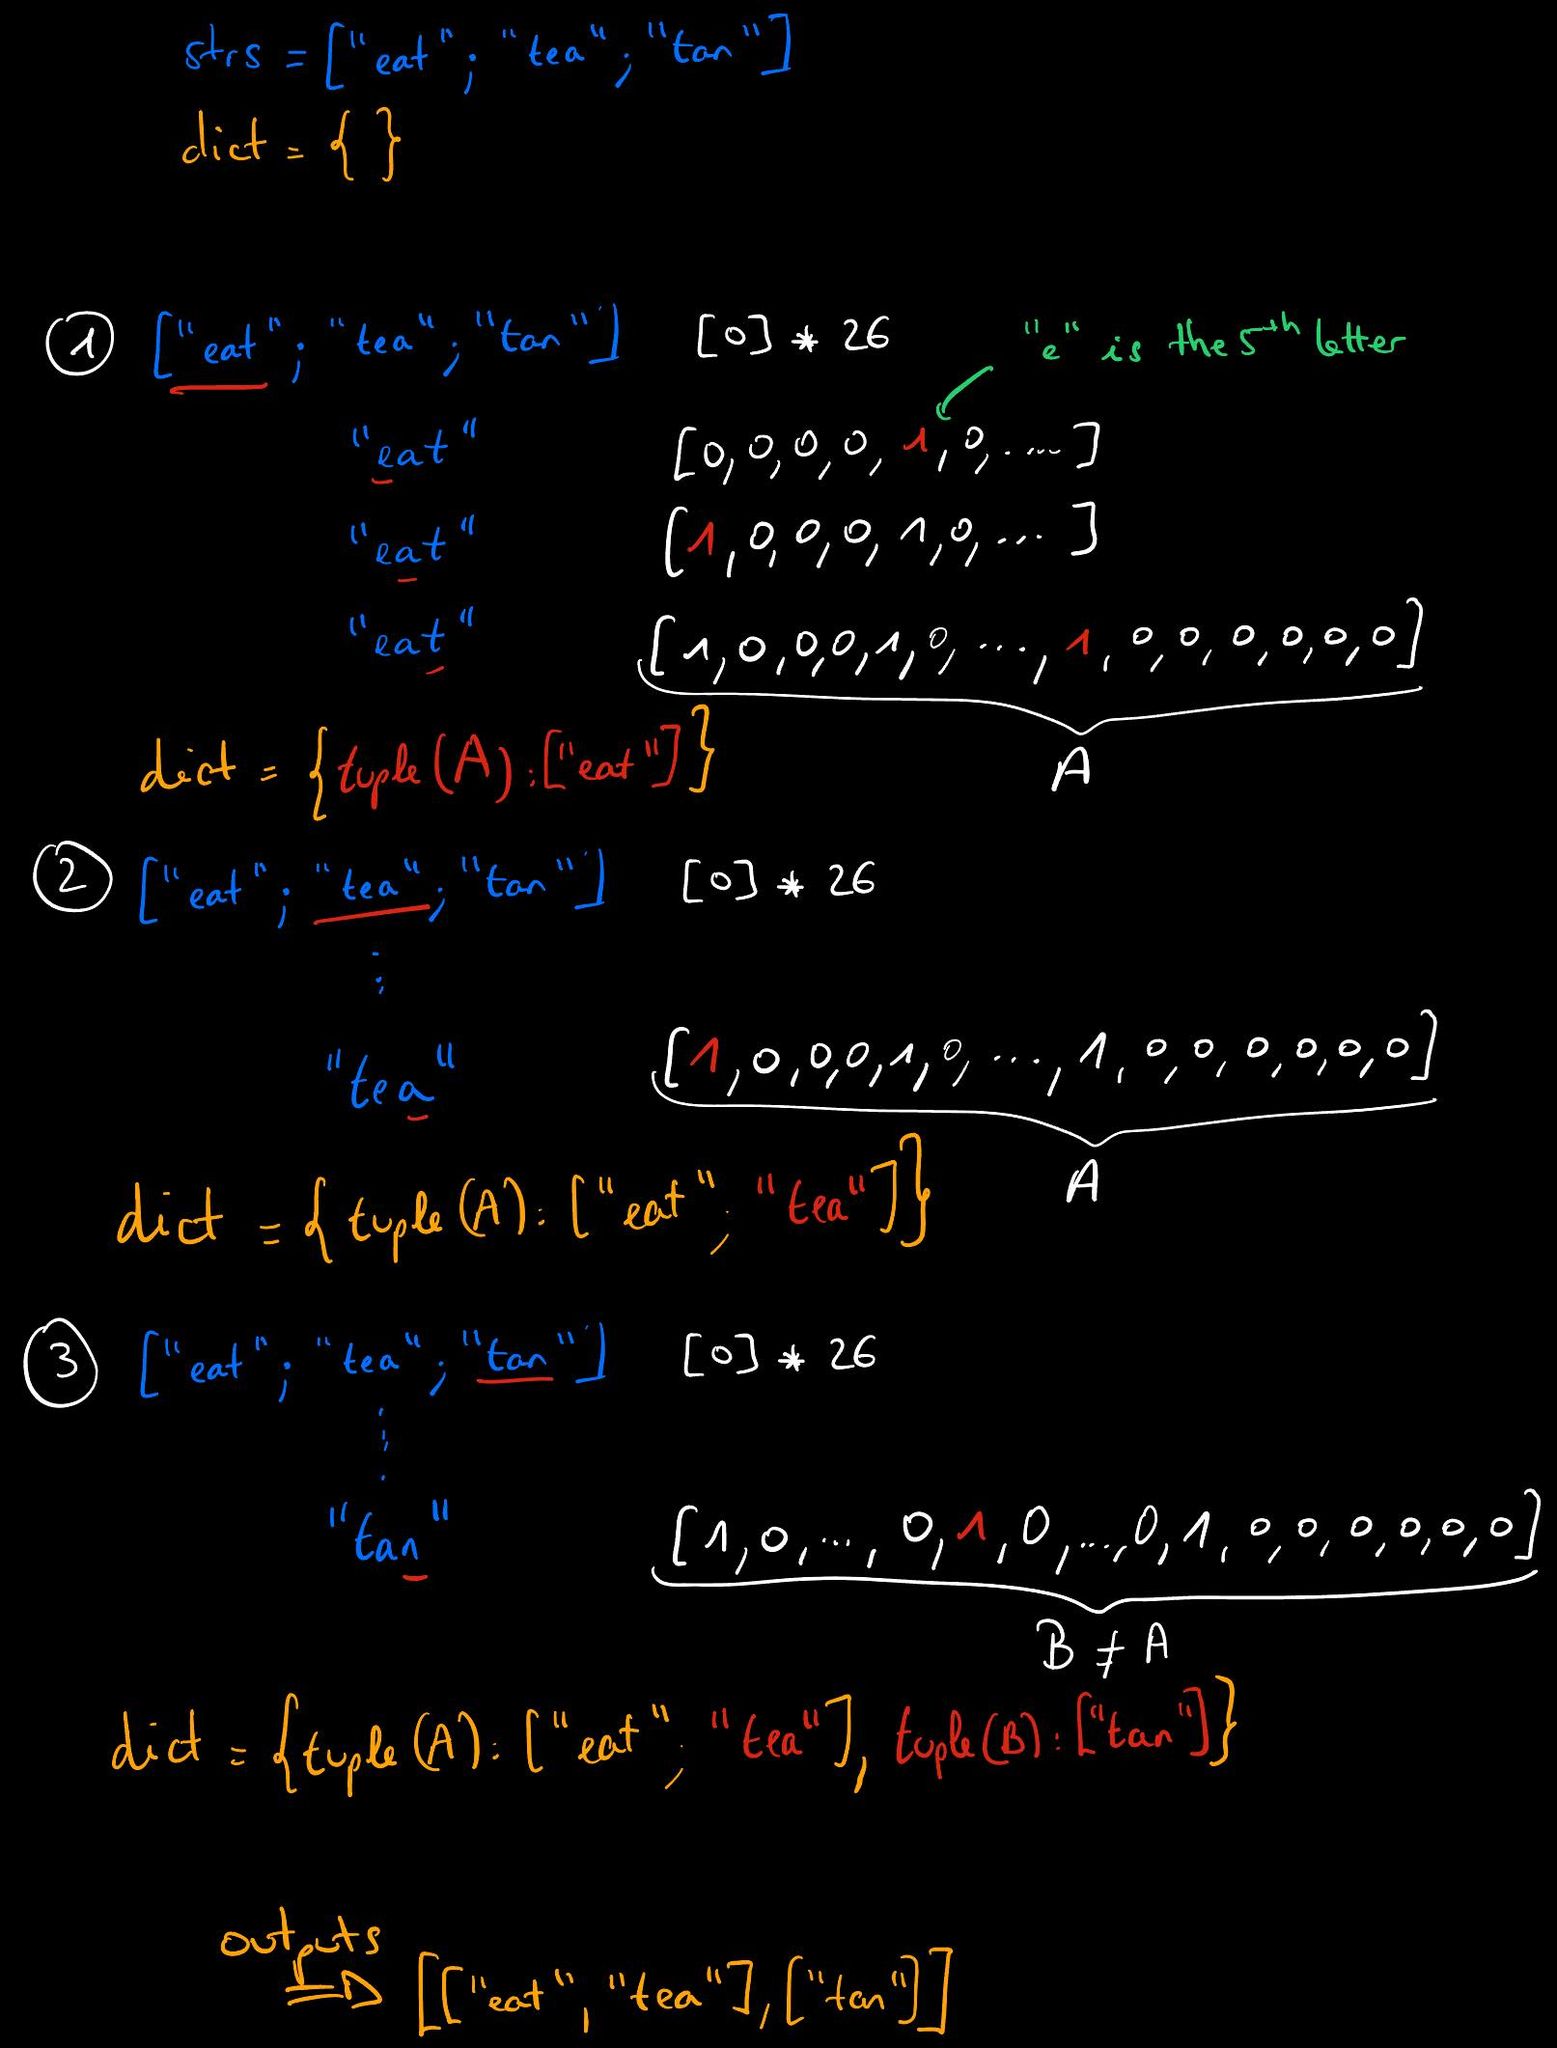 strs = ["eat"; "tea"; "tan"]
dict = { }
① ["eat"; "tea"; "tan"] [0] * 26 "e" is the 5th letter
"eat" [0,0,0,0,1,0,.....]
"eat" [1,0,0,0,1,0,...]
"eat" [1,0,0,0,1,0,...,1,0,0,0,0,0,0]
A
dict = {tuple(A):["eat"]}
② ["eat"; "tea"; "tan"] [0] * 26
⋮
"tea" [1,0,0,0,1,0,...,1,0,0,0,0,0,0]
A
dict = {tuple(A): ["eat"; "tea"]}
③ ["eat"; "tea"; "tan"] [0] * 26
⋮
"tan" [1,0,...,0,1,0,...,0,1,0,0,0,0,0,0]
B ≠ A
dict = {tuple(A): ["eat"; "tea"], tuple(B): ["tan"]}
outputs
⇒ [["eat", "tea"], ["tan"]]